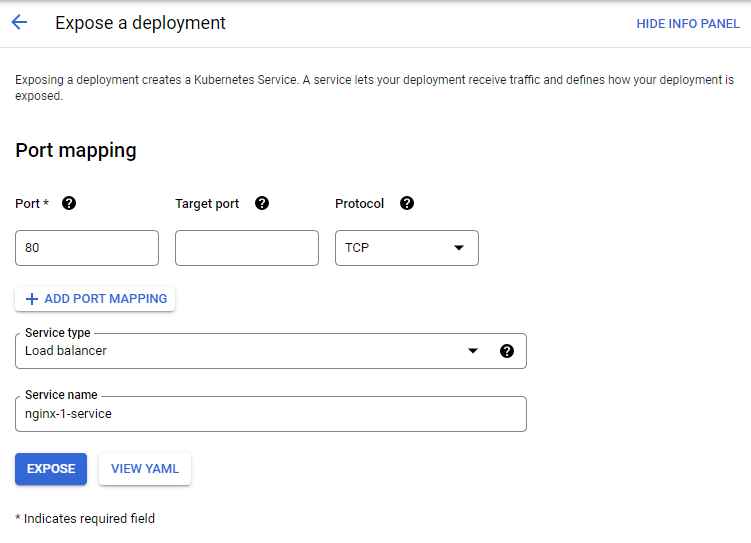 Expose a deployment
HIDE INFO PANEL
Exposing a deployment creates a Kubernetes Service. A service lets your deployment receive traffic and defines how your deployment is
exposed.
Port mapping
Port * ?
Target port ?
Protocol ?
80
TCP
+ ADD PORT MAPPING
Service type
Load balancer ?
Service name
nginx-1-service
EXPOSE
VIEW YAML
* Indicates required field